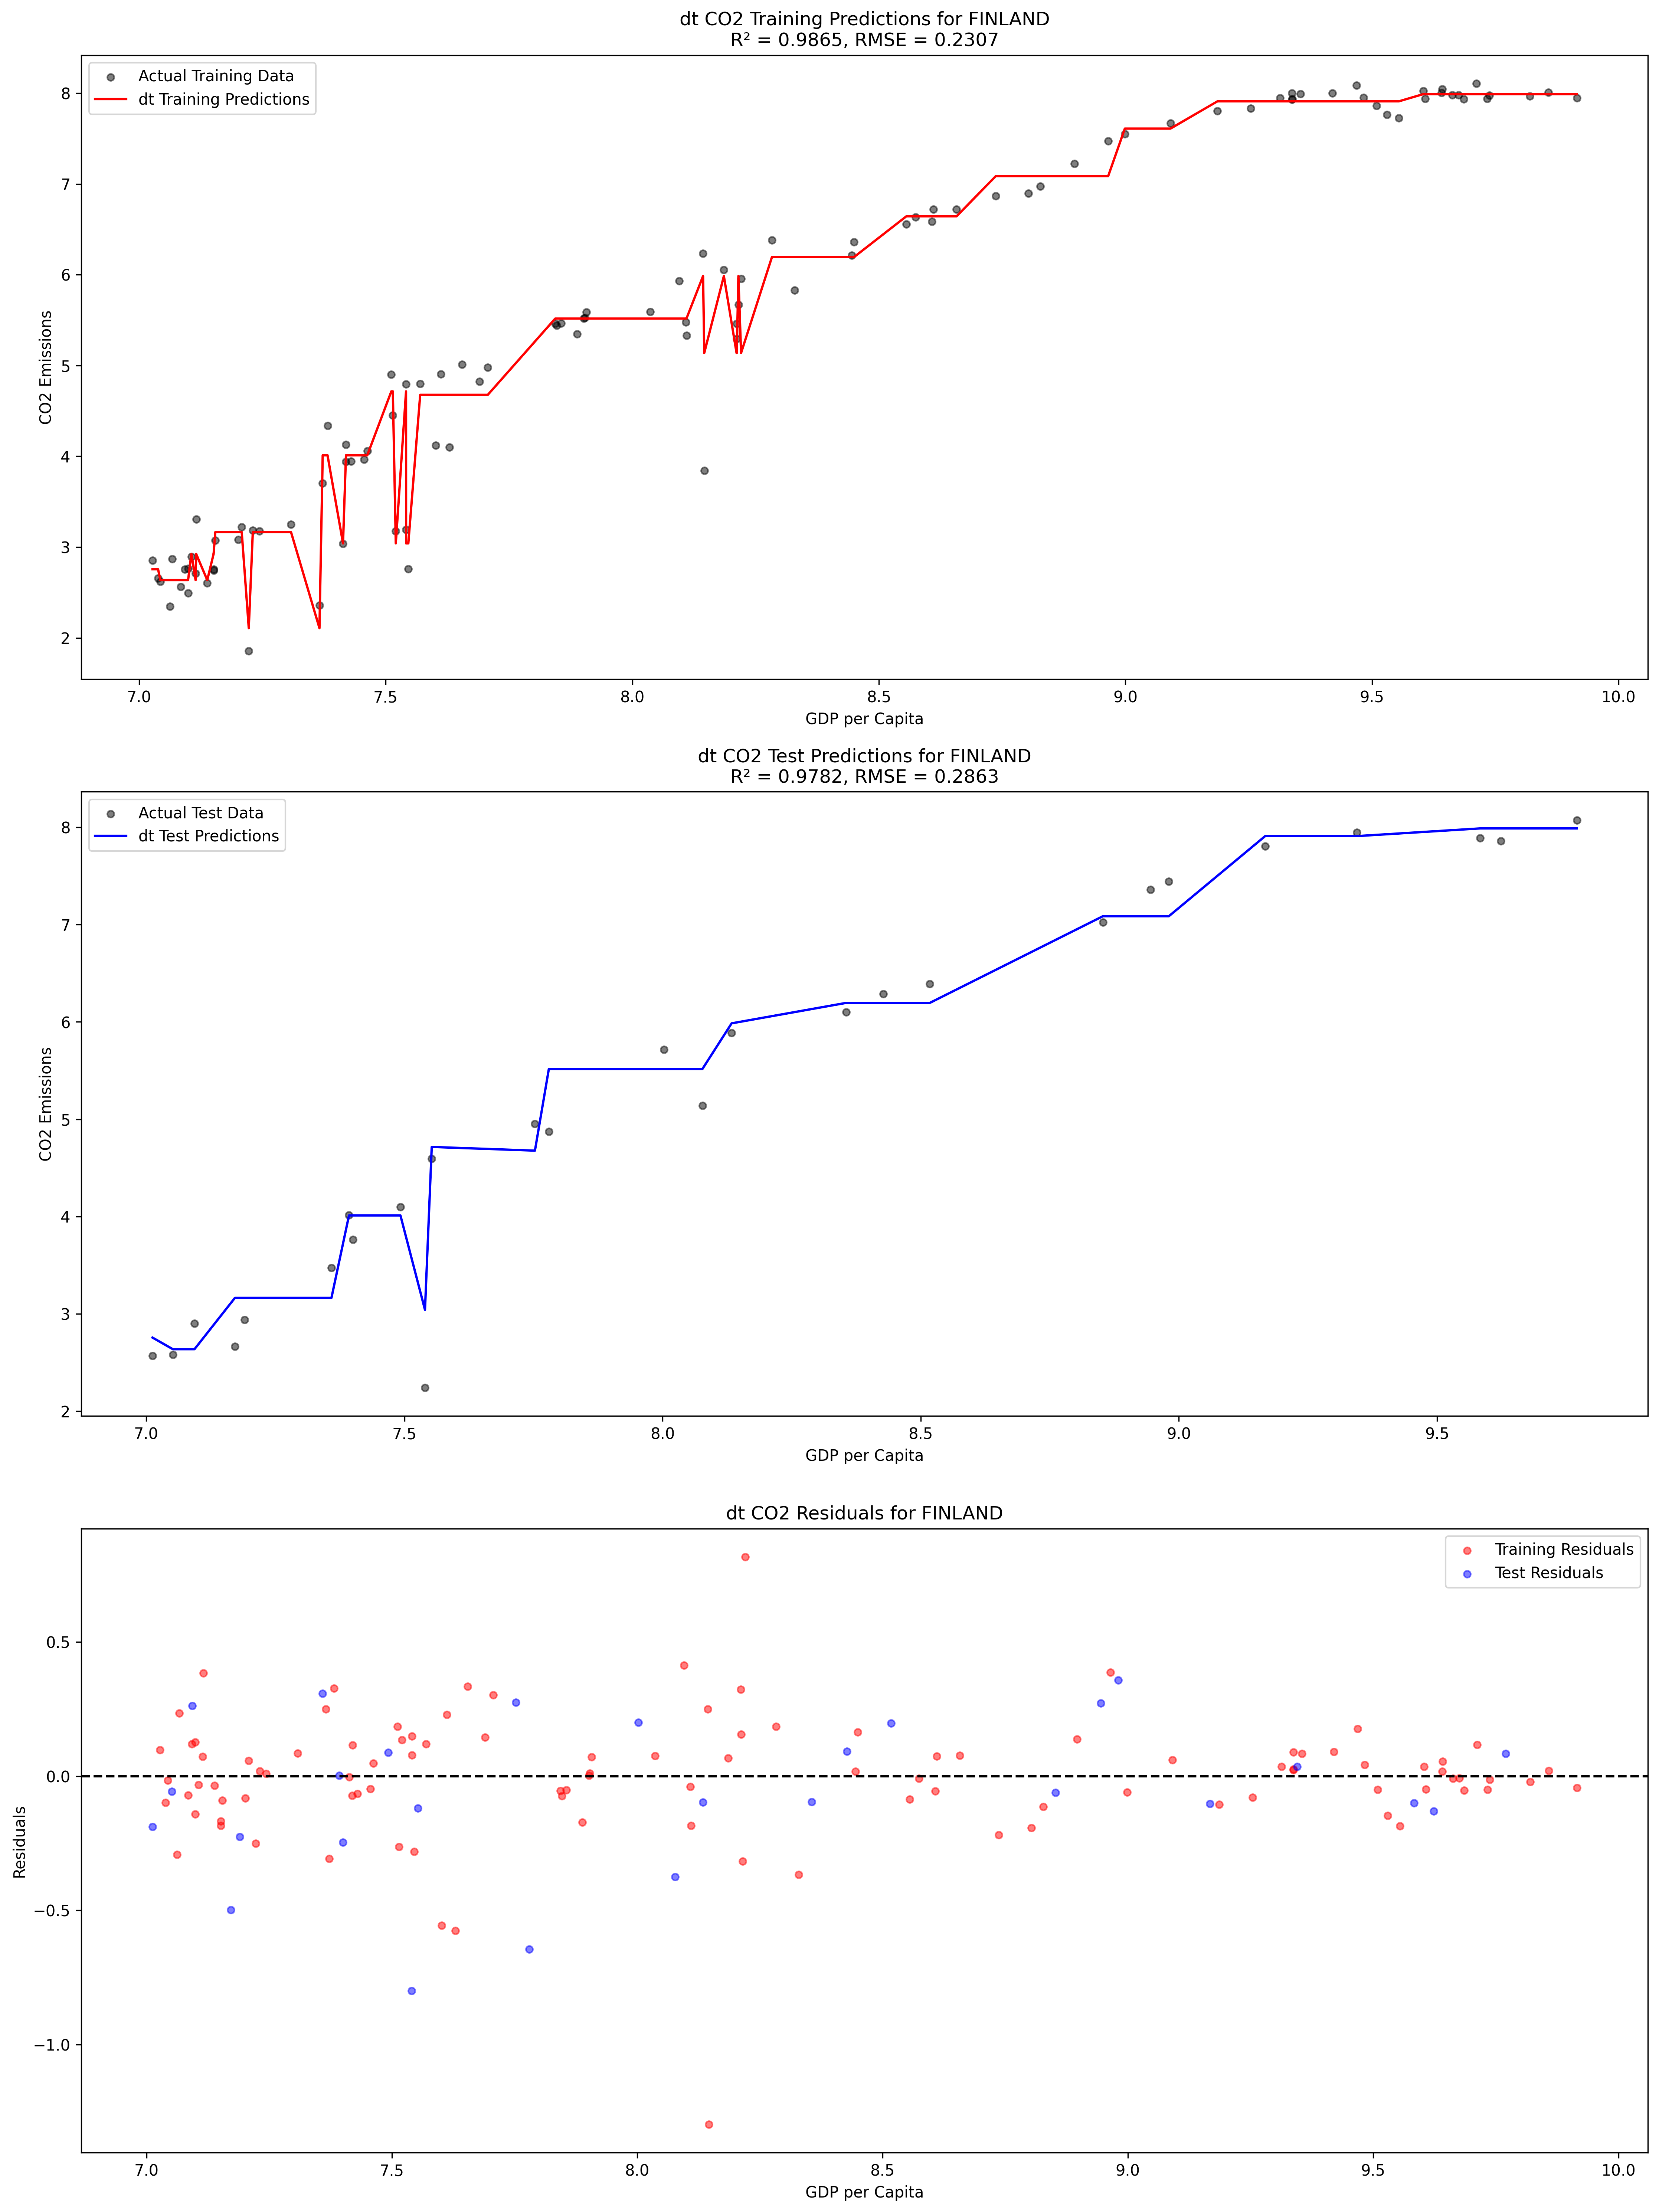 dt CO2 Training Predictions for FINLAND
R² = 0.9865, RMSE = 0.2307
Actual Training Data
dt Training Predictions
8
7
6
5
4
3
2
CO2 Emissions
7.0 7.5 8.0 8.5 9.0 9.5 10.0
GDP per Capita
dt CO2 Test Predictions for FINLAND
R² = 0.9782, RMSE = 0.2863
Actual Test Data
dt Test Predictions
8
7
6
5
4
3
2
CO2 Emissions
7.0 7.5 8.0 8.5 9.0 9.5
GDP per Capita
dt CO2 Residuals for FINLAND
Training Residuals
Test Residuals
0.5
0.0
−0.5
−1.0
Residuals
7.0 7.5 8.0 8.5 9.0 9.5 10.0
GDP per Capita